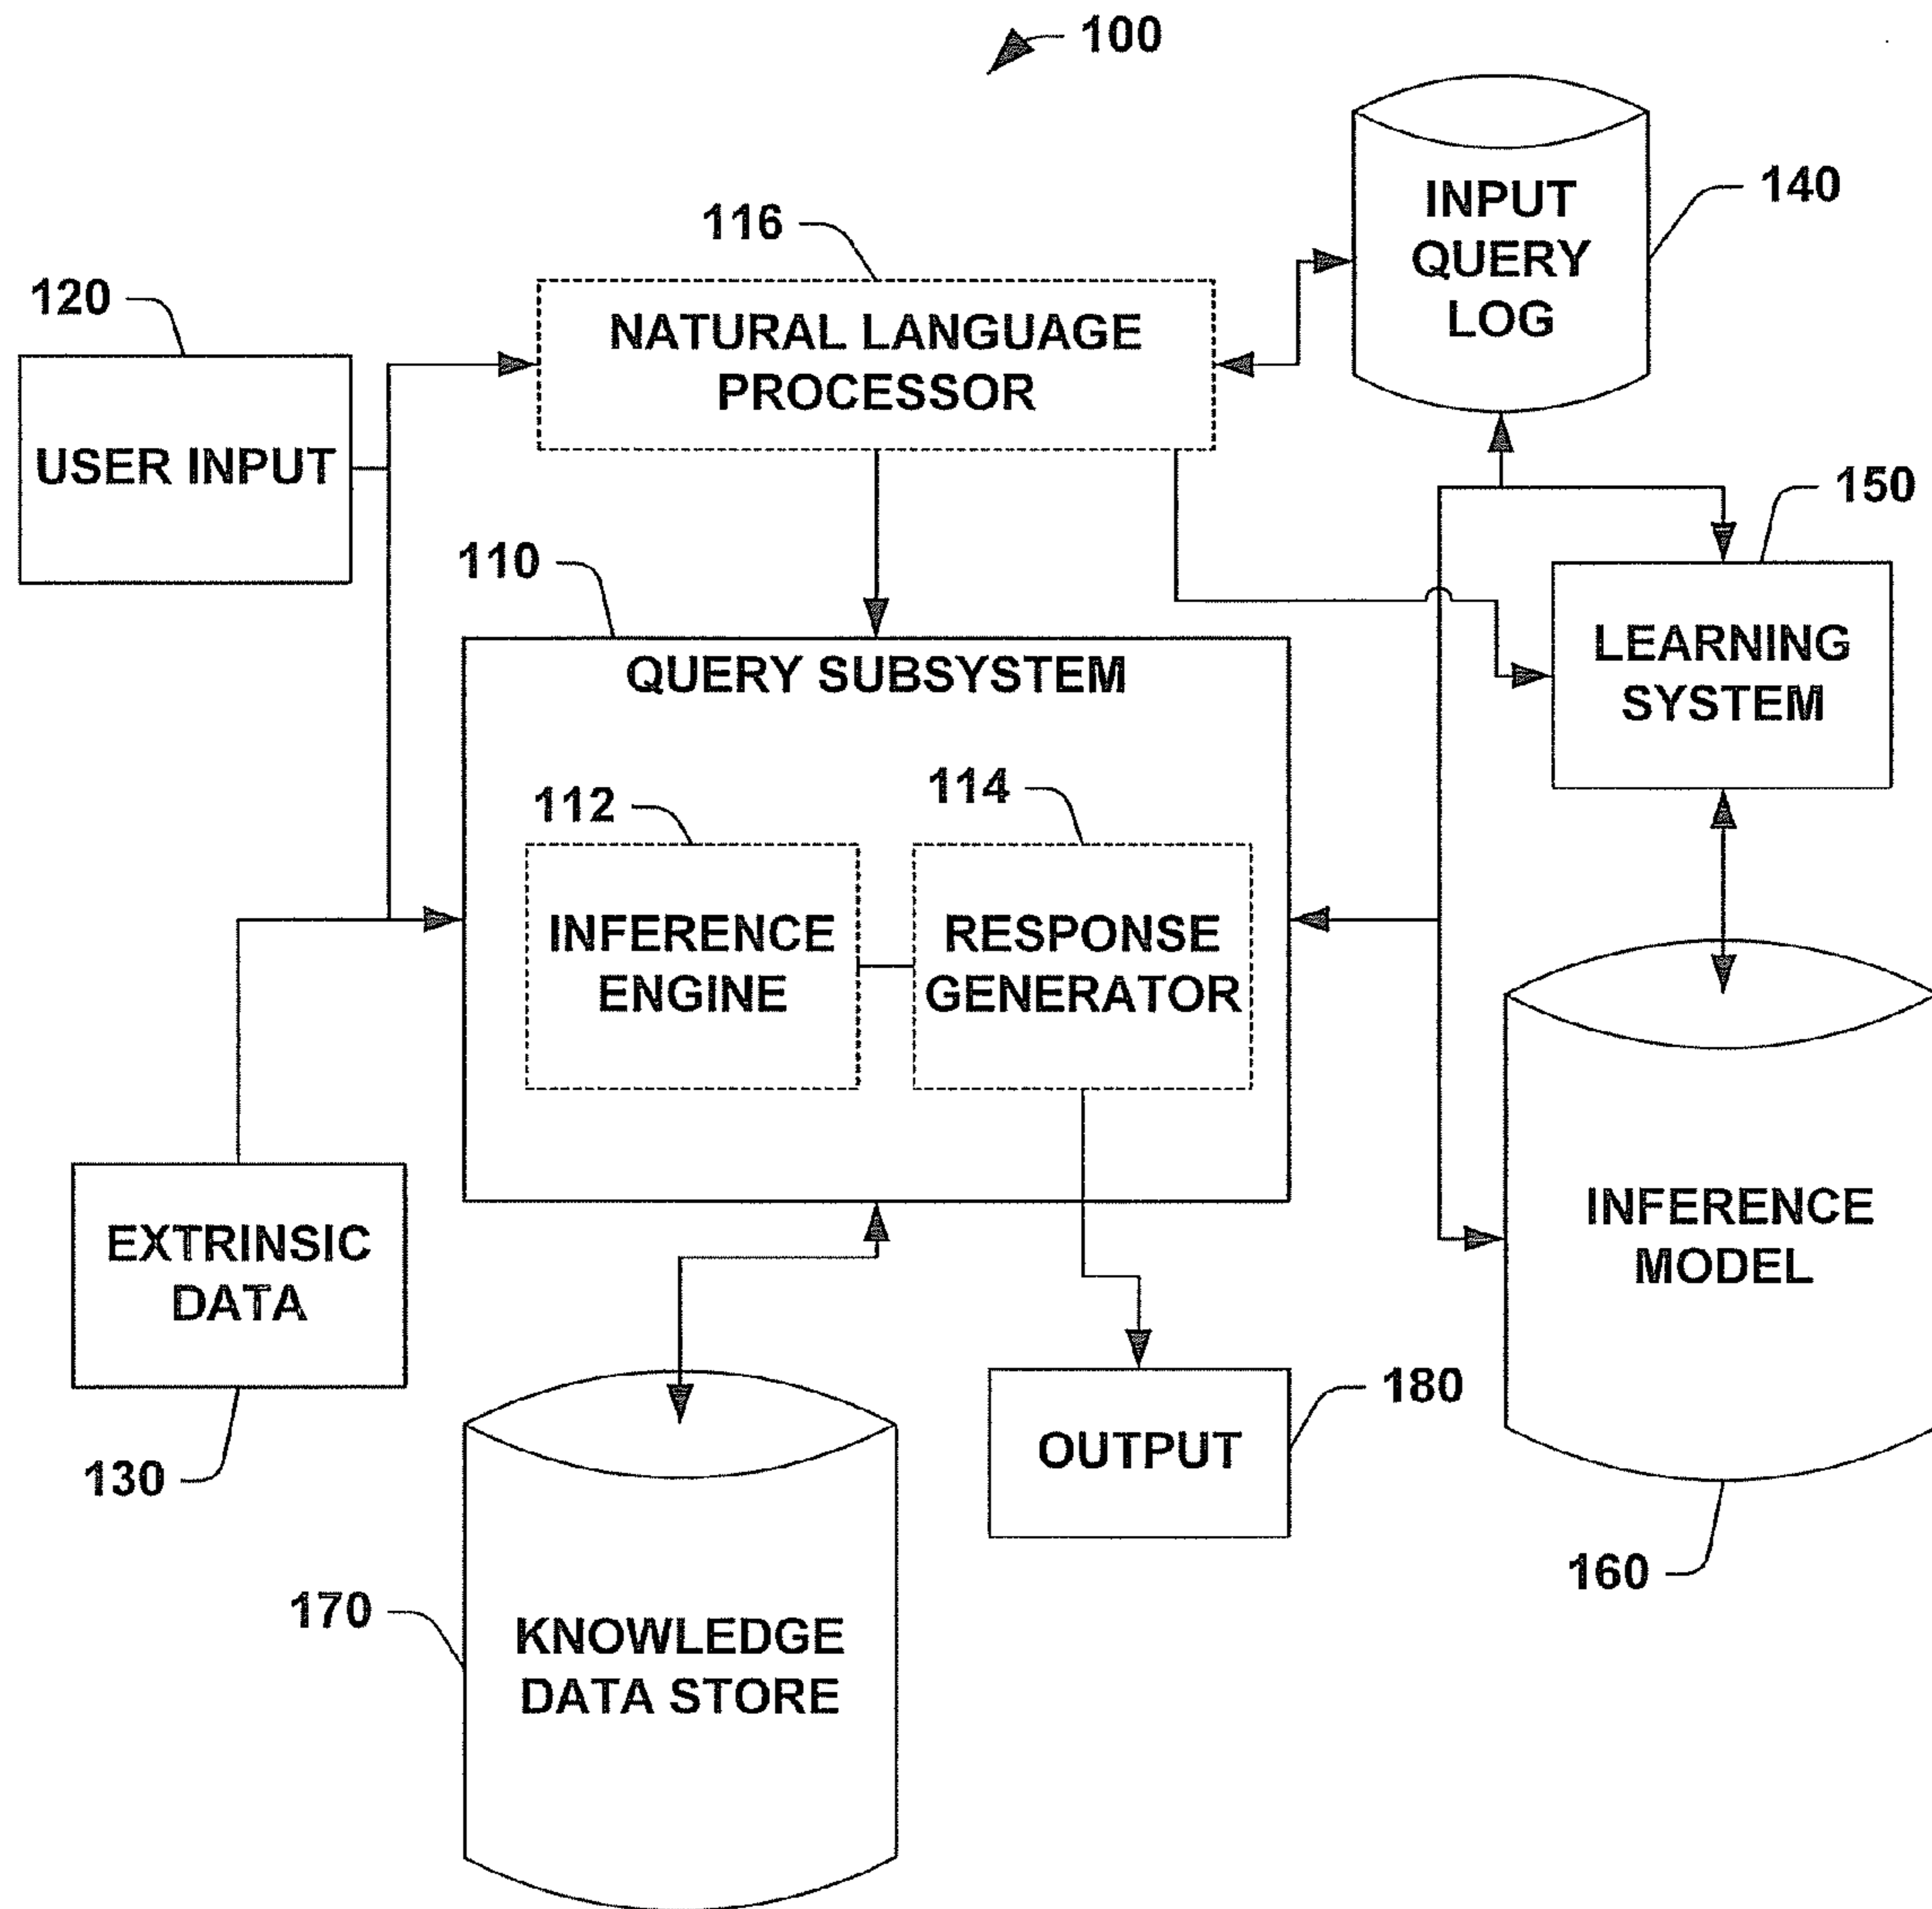 100
INPUT
QUERY
LOG
140
116
NATURAL LANGUAGE
PROCESSOR
120
USER INPUT
150
LEARNING
SYSTEM
110
QUERY SUBSYSTEM
112
INFERENCE
ENGINE
114
RESPONSE
GENERATOR
EXTRINSIC
DATA
130
INFERENCE
MODEL
160
OUTPUT
180
170
KNOWLEDGE
DATA STORE